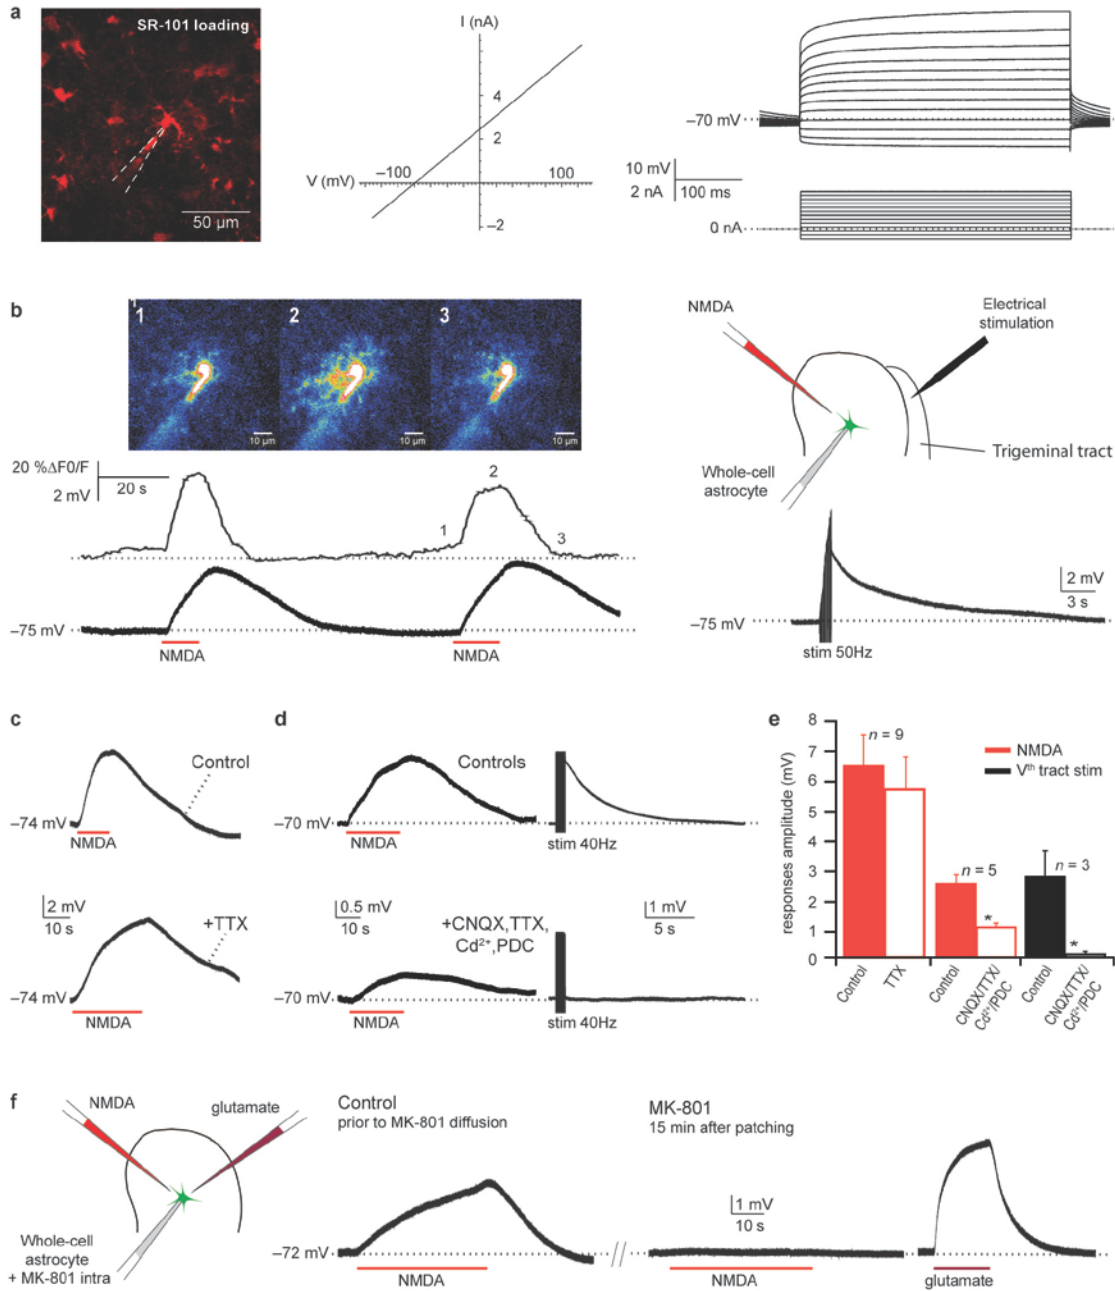 a
SR-101 loading
50 µm
I (nA)
4
2
–2
V (mV)
–100
100
–70 mV
10 mV
2 nA
100 ms
0 nA
b
1
2
3
10 µm
10 µm
10 µm
20 %ΔF0/F
2 mV
20 s
1
2
3
–75 mV
NMDA
NMDA
NMDA
Electrical
stimulation
Trigeminal tract
Whole-cell
astrocyte
2 mV
3 s
–75 mV
stim 50Hz
c
Control
–74 mV
NMDA
2 mV
10 s
+TTX
–74 mV
NMDA
d
Controls
–70 mV
NMDA
stim 40Hz
0.5 mV
10 s
+CNQX,TTX,
Cd²⁺,PDC
1 mV
5 s
–70 mV
NMDA
stim 40Hz
e
responses amplitude (mV)
8
7
6
5
4
3
2
1
0
n = 9
n = 5
n = 3
NMDA
Vᵗʰ tract stim
*
*
Control
TTX
Control
CNQX/TTX/
Cd²⁺/PDC
Control
CNQX/TTX/
Cd²⁺/PDC
f
NMDA
glutamate
Whole-cell
astrocyte
+ MK-801 intra
Control
prior to MK-801 diffusion
–72 mV
NMDA
MK-801
15 min after patching
1 mV
10 s
NMDA
glutamate